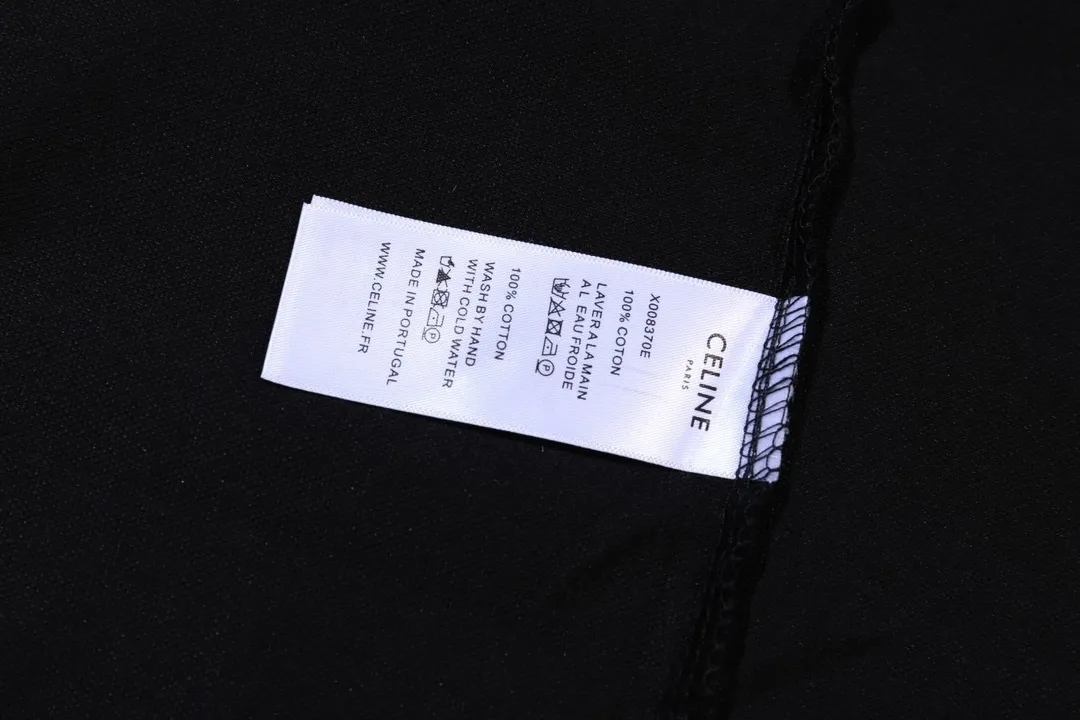 CELINE
PARIS
X008370E
100% COTON
LAVER A LA MAIN
A L EAU FROIDE
100% COTTON
WASH BY HAND
WITH COLD WATER
MADE IN PORTUGAL
WWW.CELINE.FR